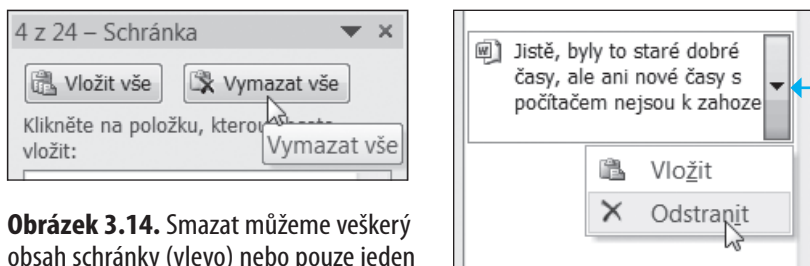 4 z 24 – Schránka
Vložit vše
Vymazat vše
Klikněte na položku, kterou
vložit:
Vymazat vše
Obrázek 3.14. Smazat můžeme veškerý
obsah schránky (vlevo) nebo pouze jeden
Jistě, byly to staré dobré
časy, ale ani nové časy s
počítačem nejsou k zahoze
Vložit
Odstranit